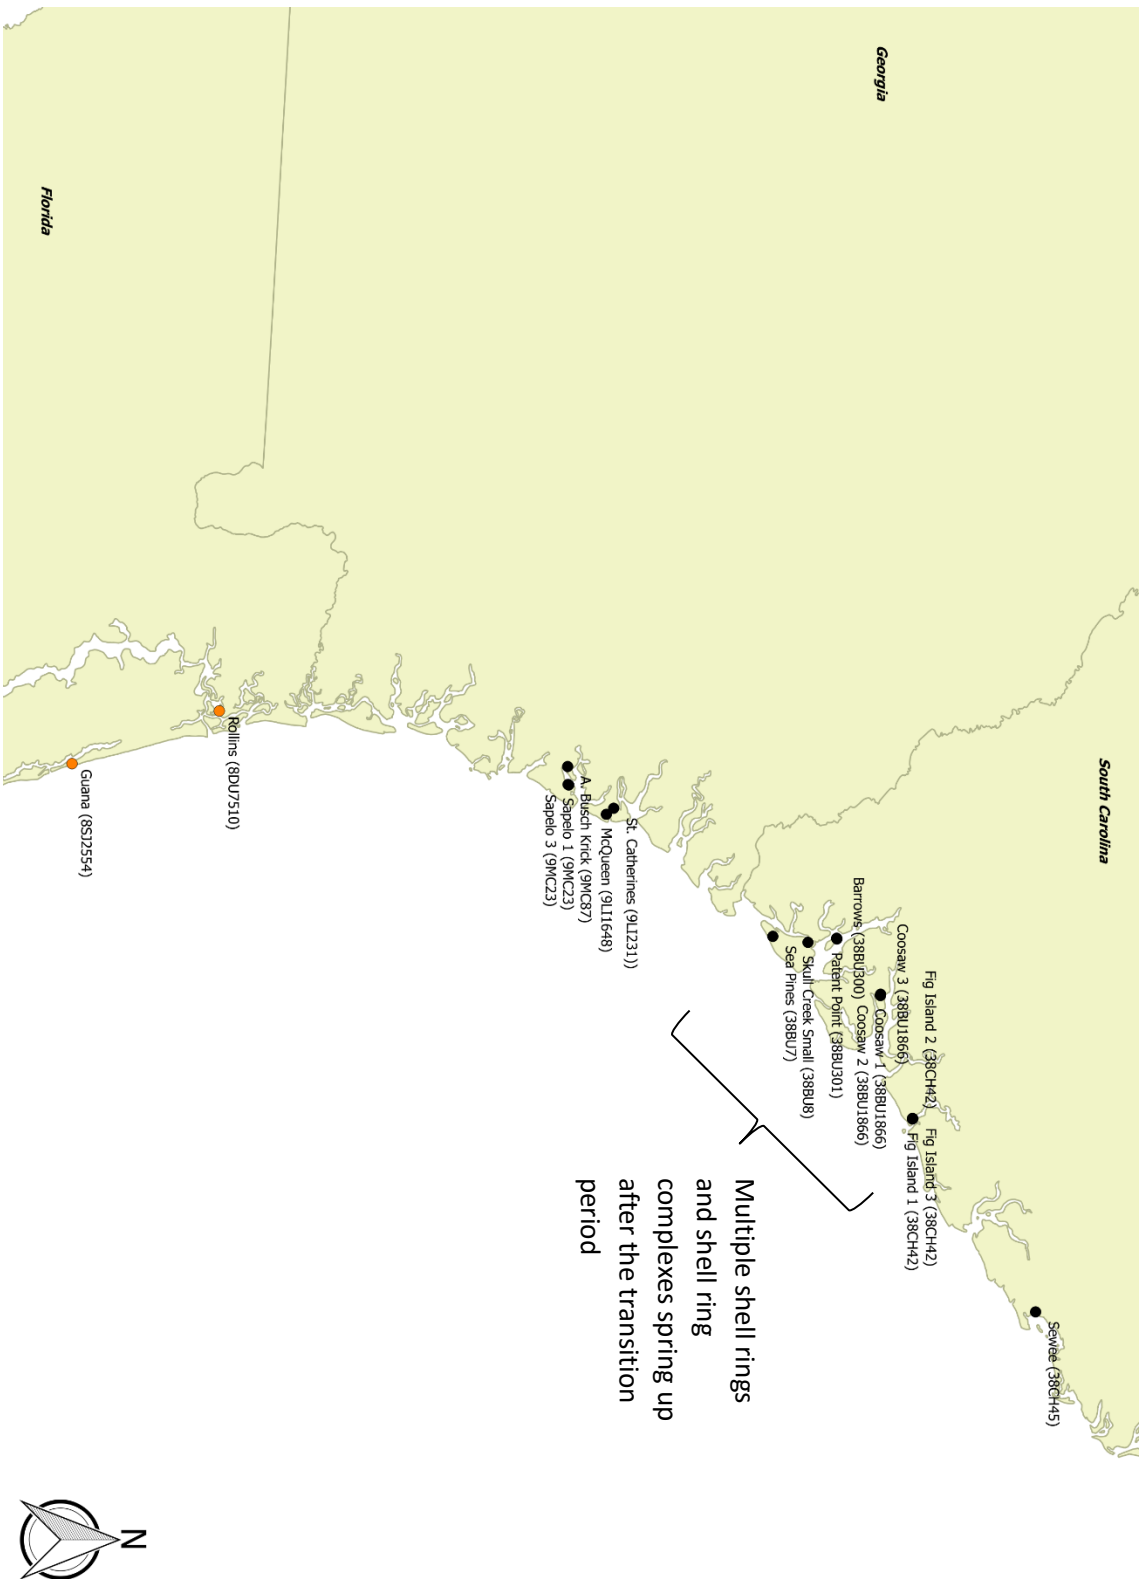 Georgia
South Carolina
Florida
Fig Island 2 (38CH42)
Fig Island 3 (38CH42)
Fig Island 1 (38CH42)
Sewee (38CH45)
Coosaw 3 (38BU1866)
Coosaw 1 (38BU1866)
Coosaw 2 (38BU1866)
Barrows (38BU300)
Patent Point (38BU301)
Skull Creek Small (38BU8)
Sea Pines (38BU7)
St. Catherines (9LI231))
McQueen (9LI1648)
A. Busch Krick (9MC87)
Sapelo 1 (9MC23)
Sapelo 3 (9MC23)
Rollins (8DU7510)
Guana (8SJ2554)
Multiple shell rings
and shell ring
complexes spring up
after the transition
period
N